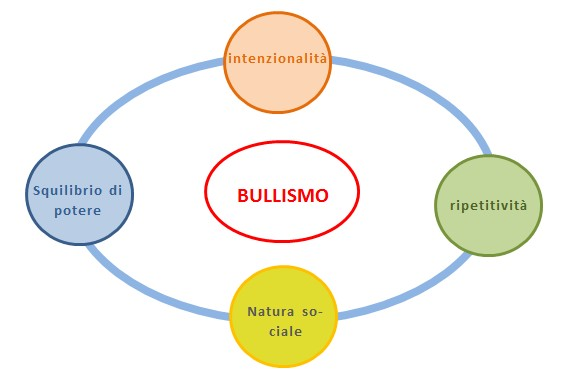 intenzionalità
Squilibrio di
potere
BULLISMO
ripetitività
Natura so-
ciale